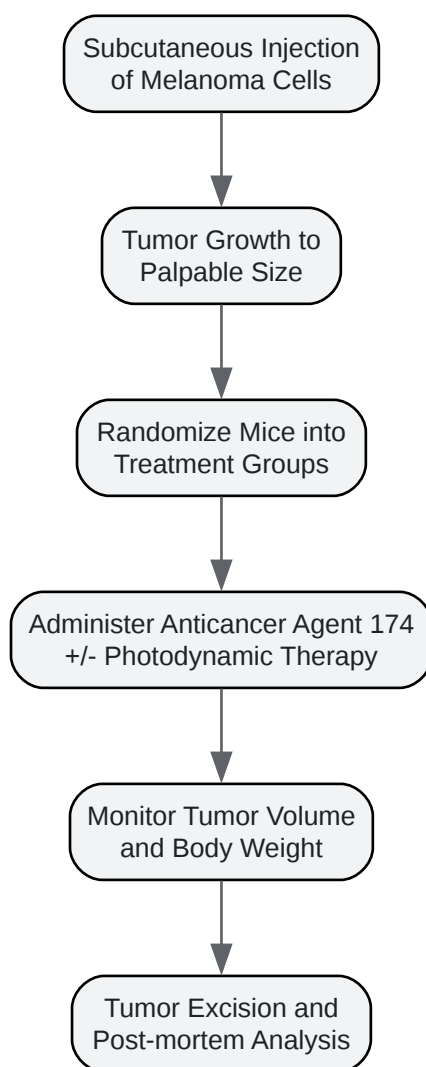 Subcutaneous Injection
of Melanoma Cells
Tumor Growth to
Palpable Size
Randomize Mice into
Treatment Groups
Administer Anticancer Agent 174
+/- Photodynamic Therapy
Monitor Tumor Volume
and Body Weight
Tumor Excision and
Post-mortem Analysis